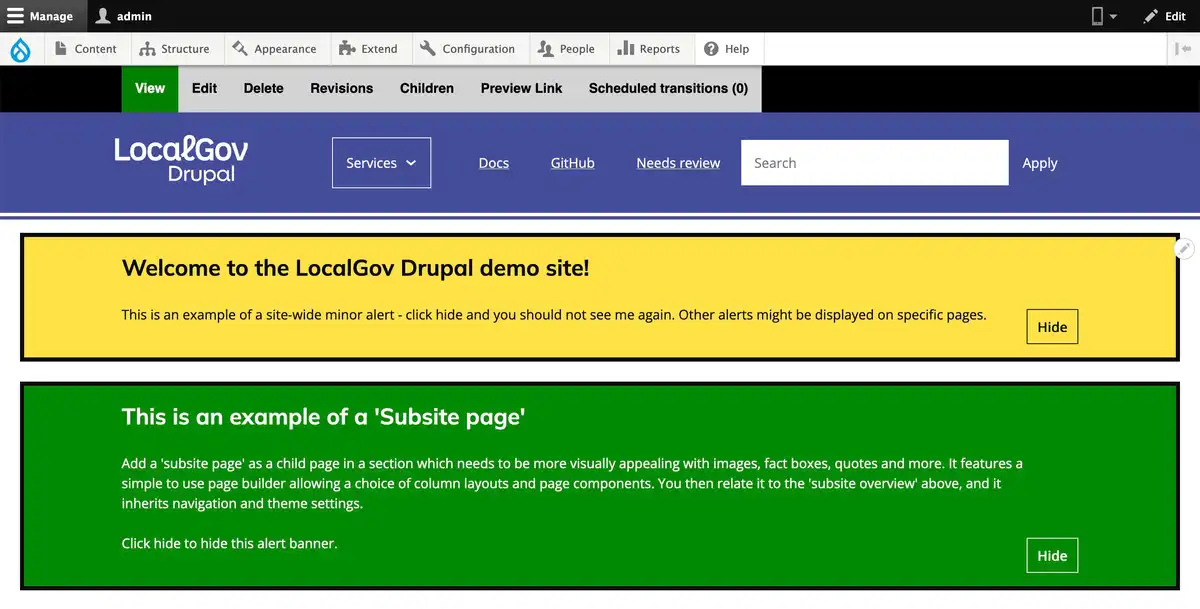 Manage admin Edit
Content Structure Appearance Extend Configuration People Reports Help
View Edit Delete Revisions Children Preview Link Scheduled transitions (0)
LocalGov
Drupal
Services Docs GitHub Needs review Search Apply
Welcome to the LocalGov Drupal demo site!
This is an example of a site-wide minor alert - click hide and you should not see me again. Other alerts might be displayed on specific pages.
Hide
This is an example of a 'Subsite page'
Add a 'subsite page' as a child page in a section which needs to be more visually appealing with images, fact boxes, quotes and more. It features a
simple to use page builder allowing a choice of column layouts and page components. You then relate it to the 'subsite overview' above, and it
inherits navigation and theme settings.
Click hide to hide this alert banner.
Hide